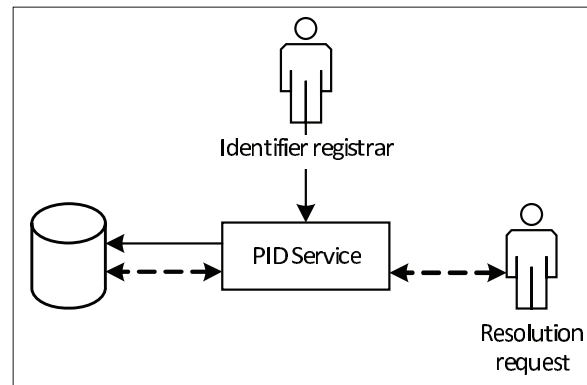 Identifier registrar
PID Service
Resolution
request